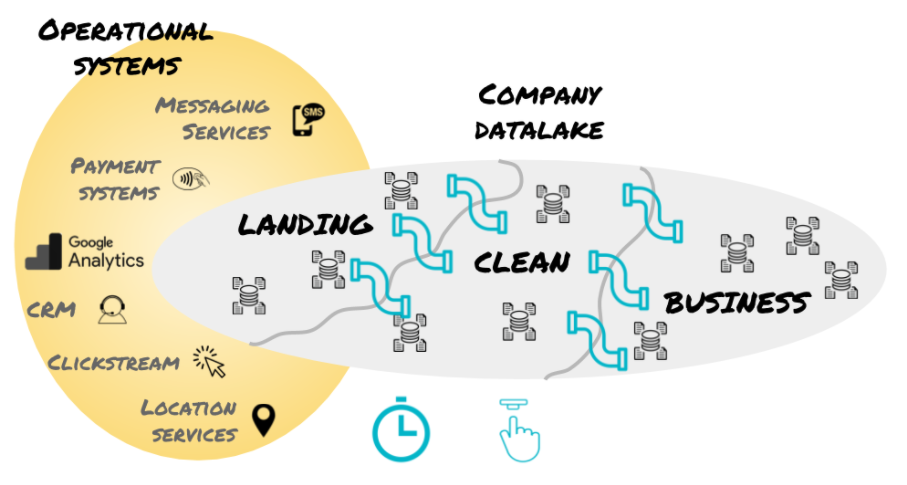 OPERATIONAL
SYSTEMS
MESSAGING
SERVICES
SMS
PAYMENT
SYSTEMS
Google
Analytics
CRM
CLICKSTREAM
LOCATION
SERVICES
COMPANY
DATALAKE
LANDING
CLEAN
BUSINESS